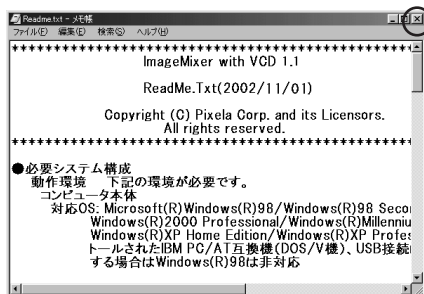 Readme.txt - メモ帳
ファイル(F) 編集(E) 検索(S) ヘルプ(H)
****************************************************
ImageMixer with VCD 1.1
ReadMe.Txt(2002/11/01)
Copyright (C) Pixela Corp. and its Licensors.
All rights reserved.
****************************************************
●必要システム構成
動作環境 下記の環境が必要です。
コンピュータ本体
対応OS: Microsoft(R)Windows(R)98/Windows(R)98 Secon
Windows(R)2000 Professional/Windows(R)Millenniu
Windows(R)XP Home Edition/Windows(R)XP Profes
トールされたIBM PC/AT互換機(DOS/V機)、USB接続
する場合はWindows(R)98は非対応